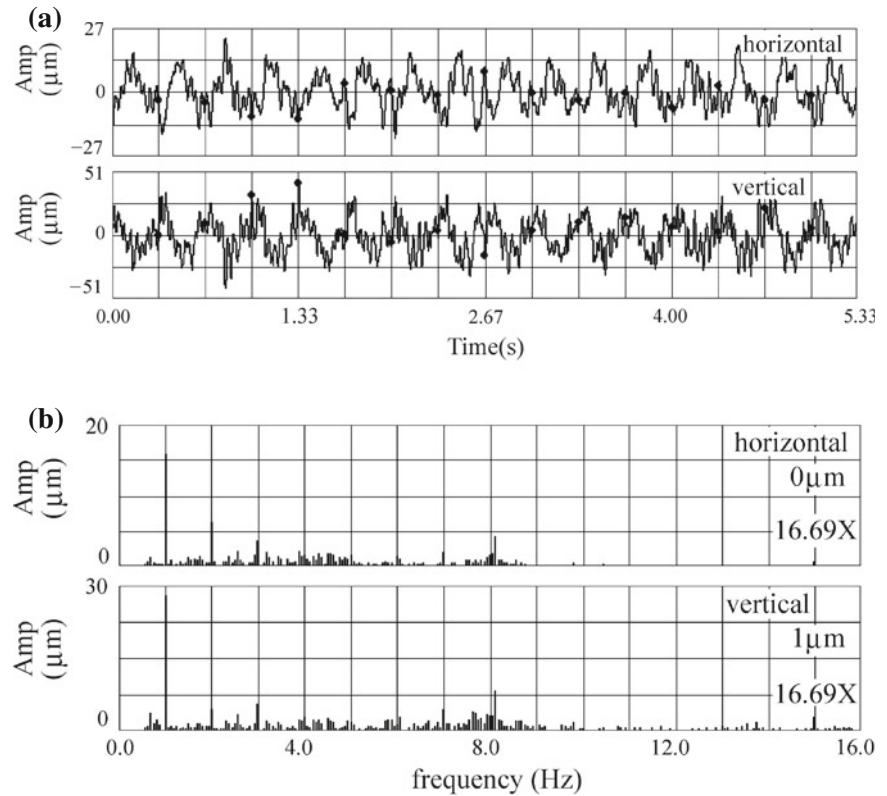 (a)
27
horizontal
Amp
(µm)
0
−27
51
vertical
Amp
(µm)
0
−51
0.00 1.33 2.67 4.00 5.33
Time(s)
(b)
20
horizontal
Amp
(µm)
0µm
16.69X
0
30
vertical
Amp
(µm)
1µm
16.69X
0
0.0 4.0 8.0 12.0 16.0
frequency (Hz)